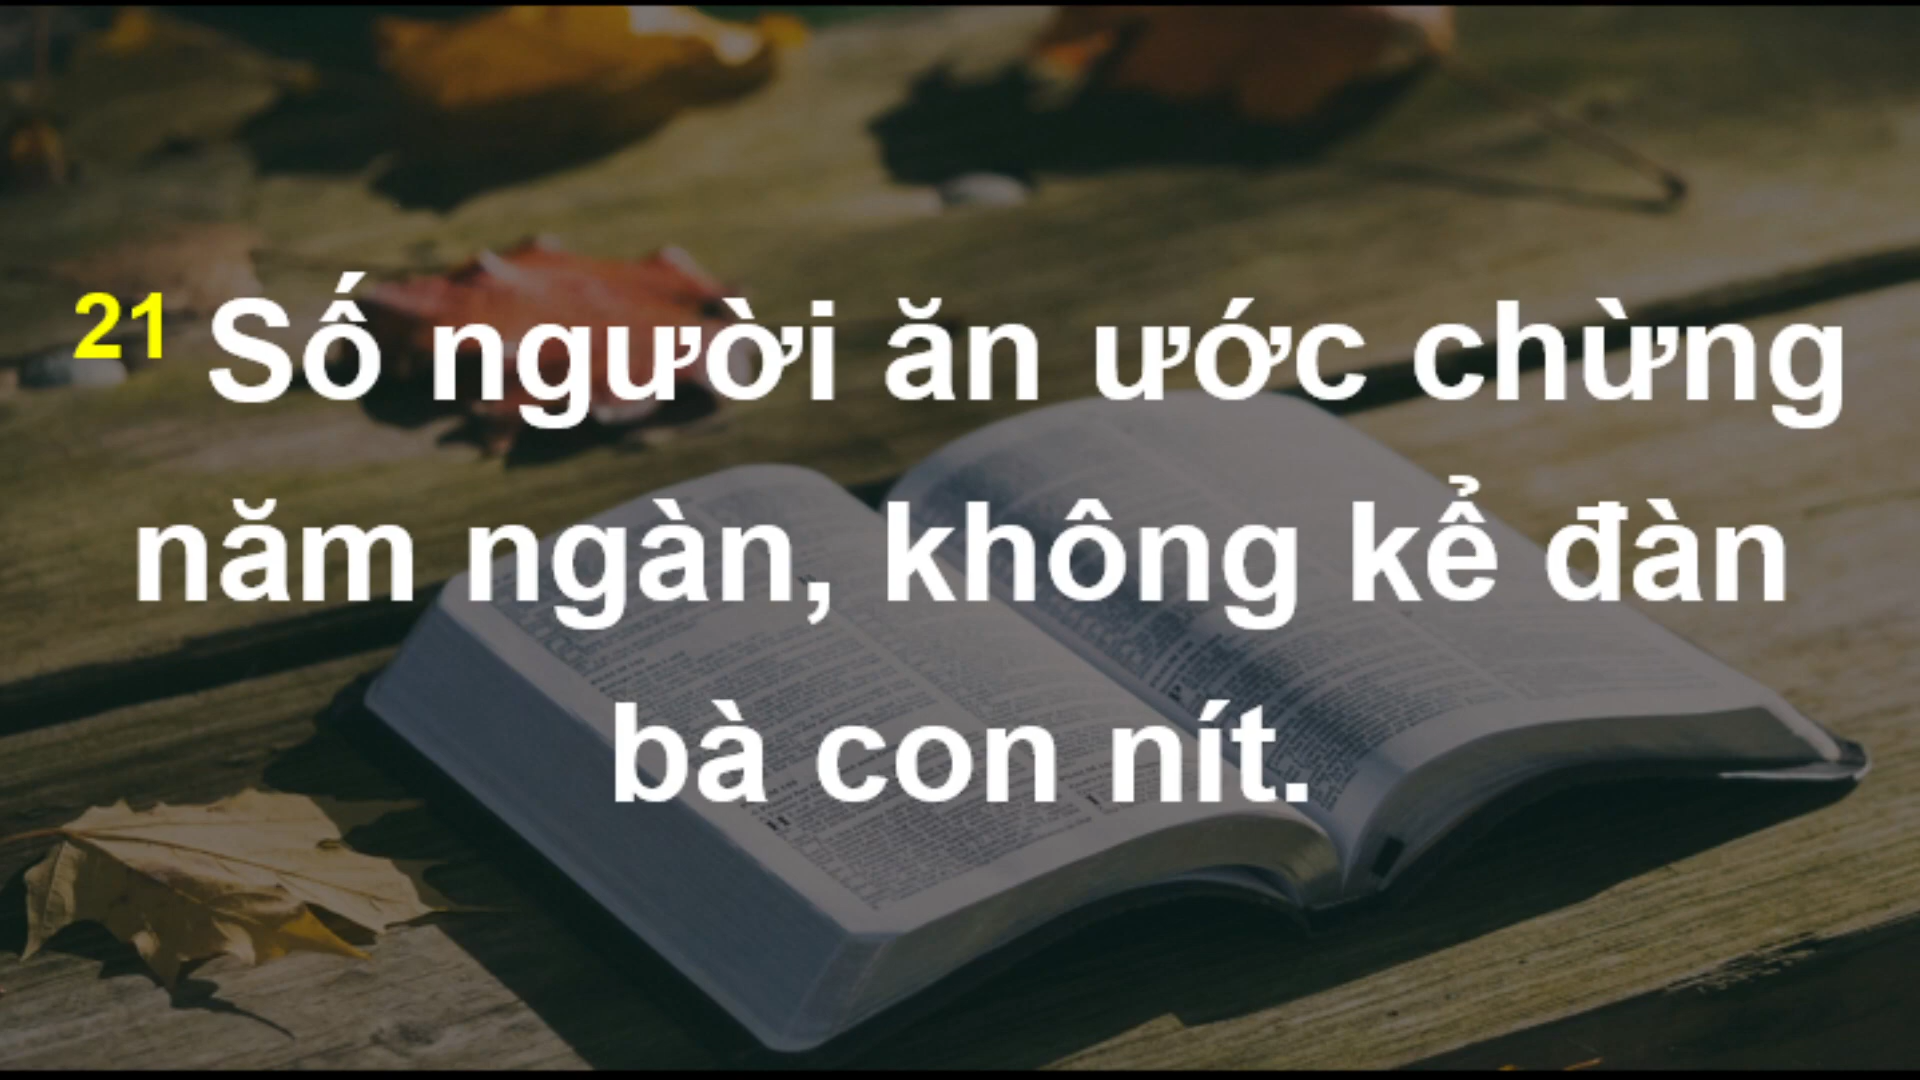 21 Số người ăn ước chừng
năm ngàn, không kể đàn
bà con nít.